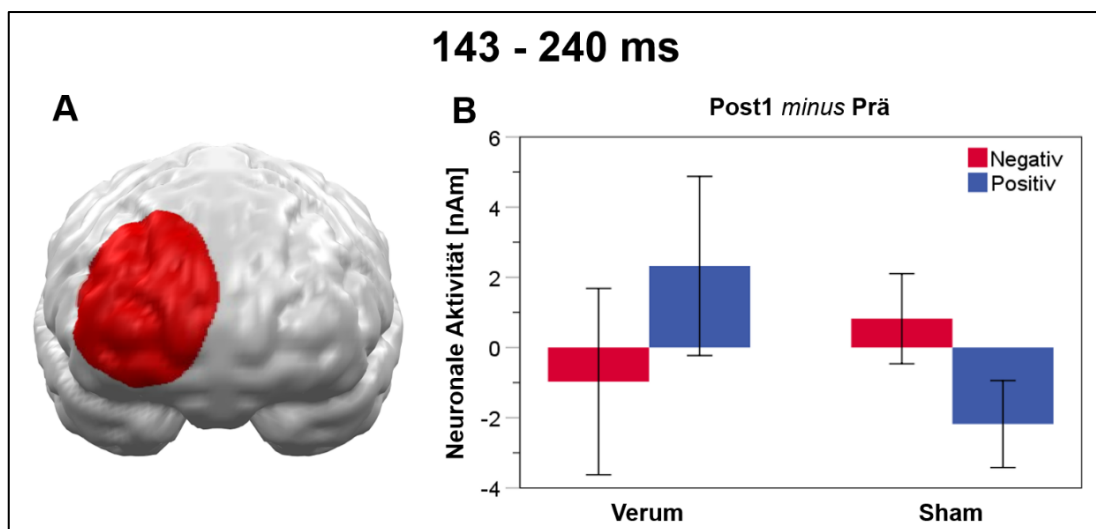 143 - 240 ms
A
B
Post1 minus Prä
Neuronale Aktivität [nAm]
6
4
2
0
-2
-4
Negativ
Positiv
Verum
Sham